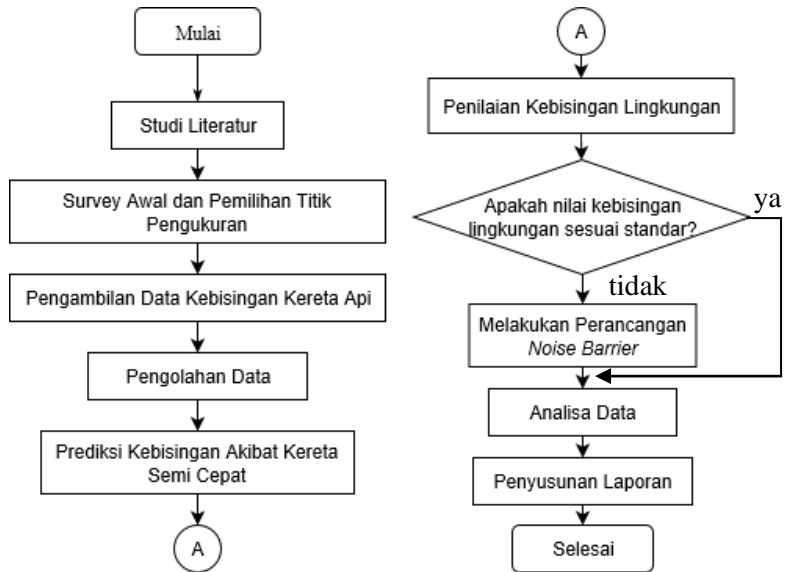 Mulai
Studi Literatur
Survey Awal dan Pemilihan Titik
Pengukuran
Pengambilan Data Kebisingan Kereta Api
Pengolahan Data
Prediksi Kebisingan Akibat Kereta
Semi Cepat
A
A
Penilaian Kebisingan Lingkungan
Apakah nilai kebisingan
lingkungan sesuai standar?
ya
tidak
Melakukan Perancangan
Noise Barrier
Analisa Data
Penyusunan Laporan
Selesai